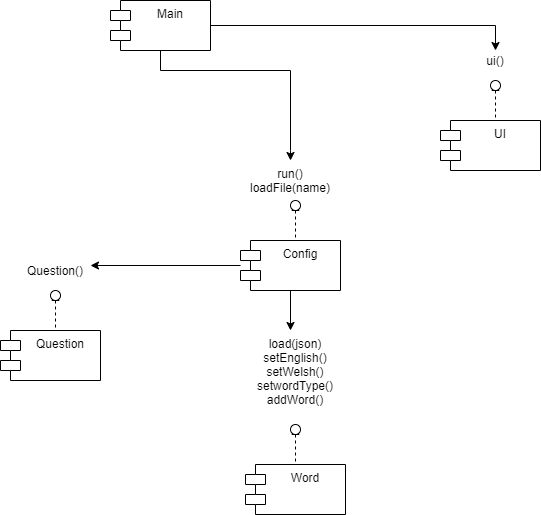 Main
ui()
UI
run()
loadFile(name)
Config
Question()
Question
load(json)
setEnglish()
setWelsh()
setwordType()
addWord()
Word